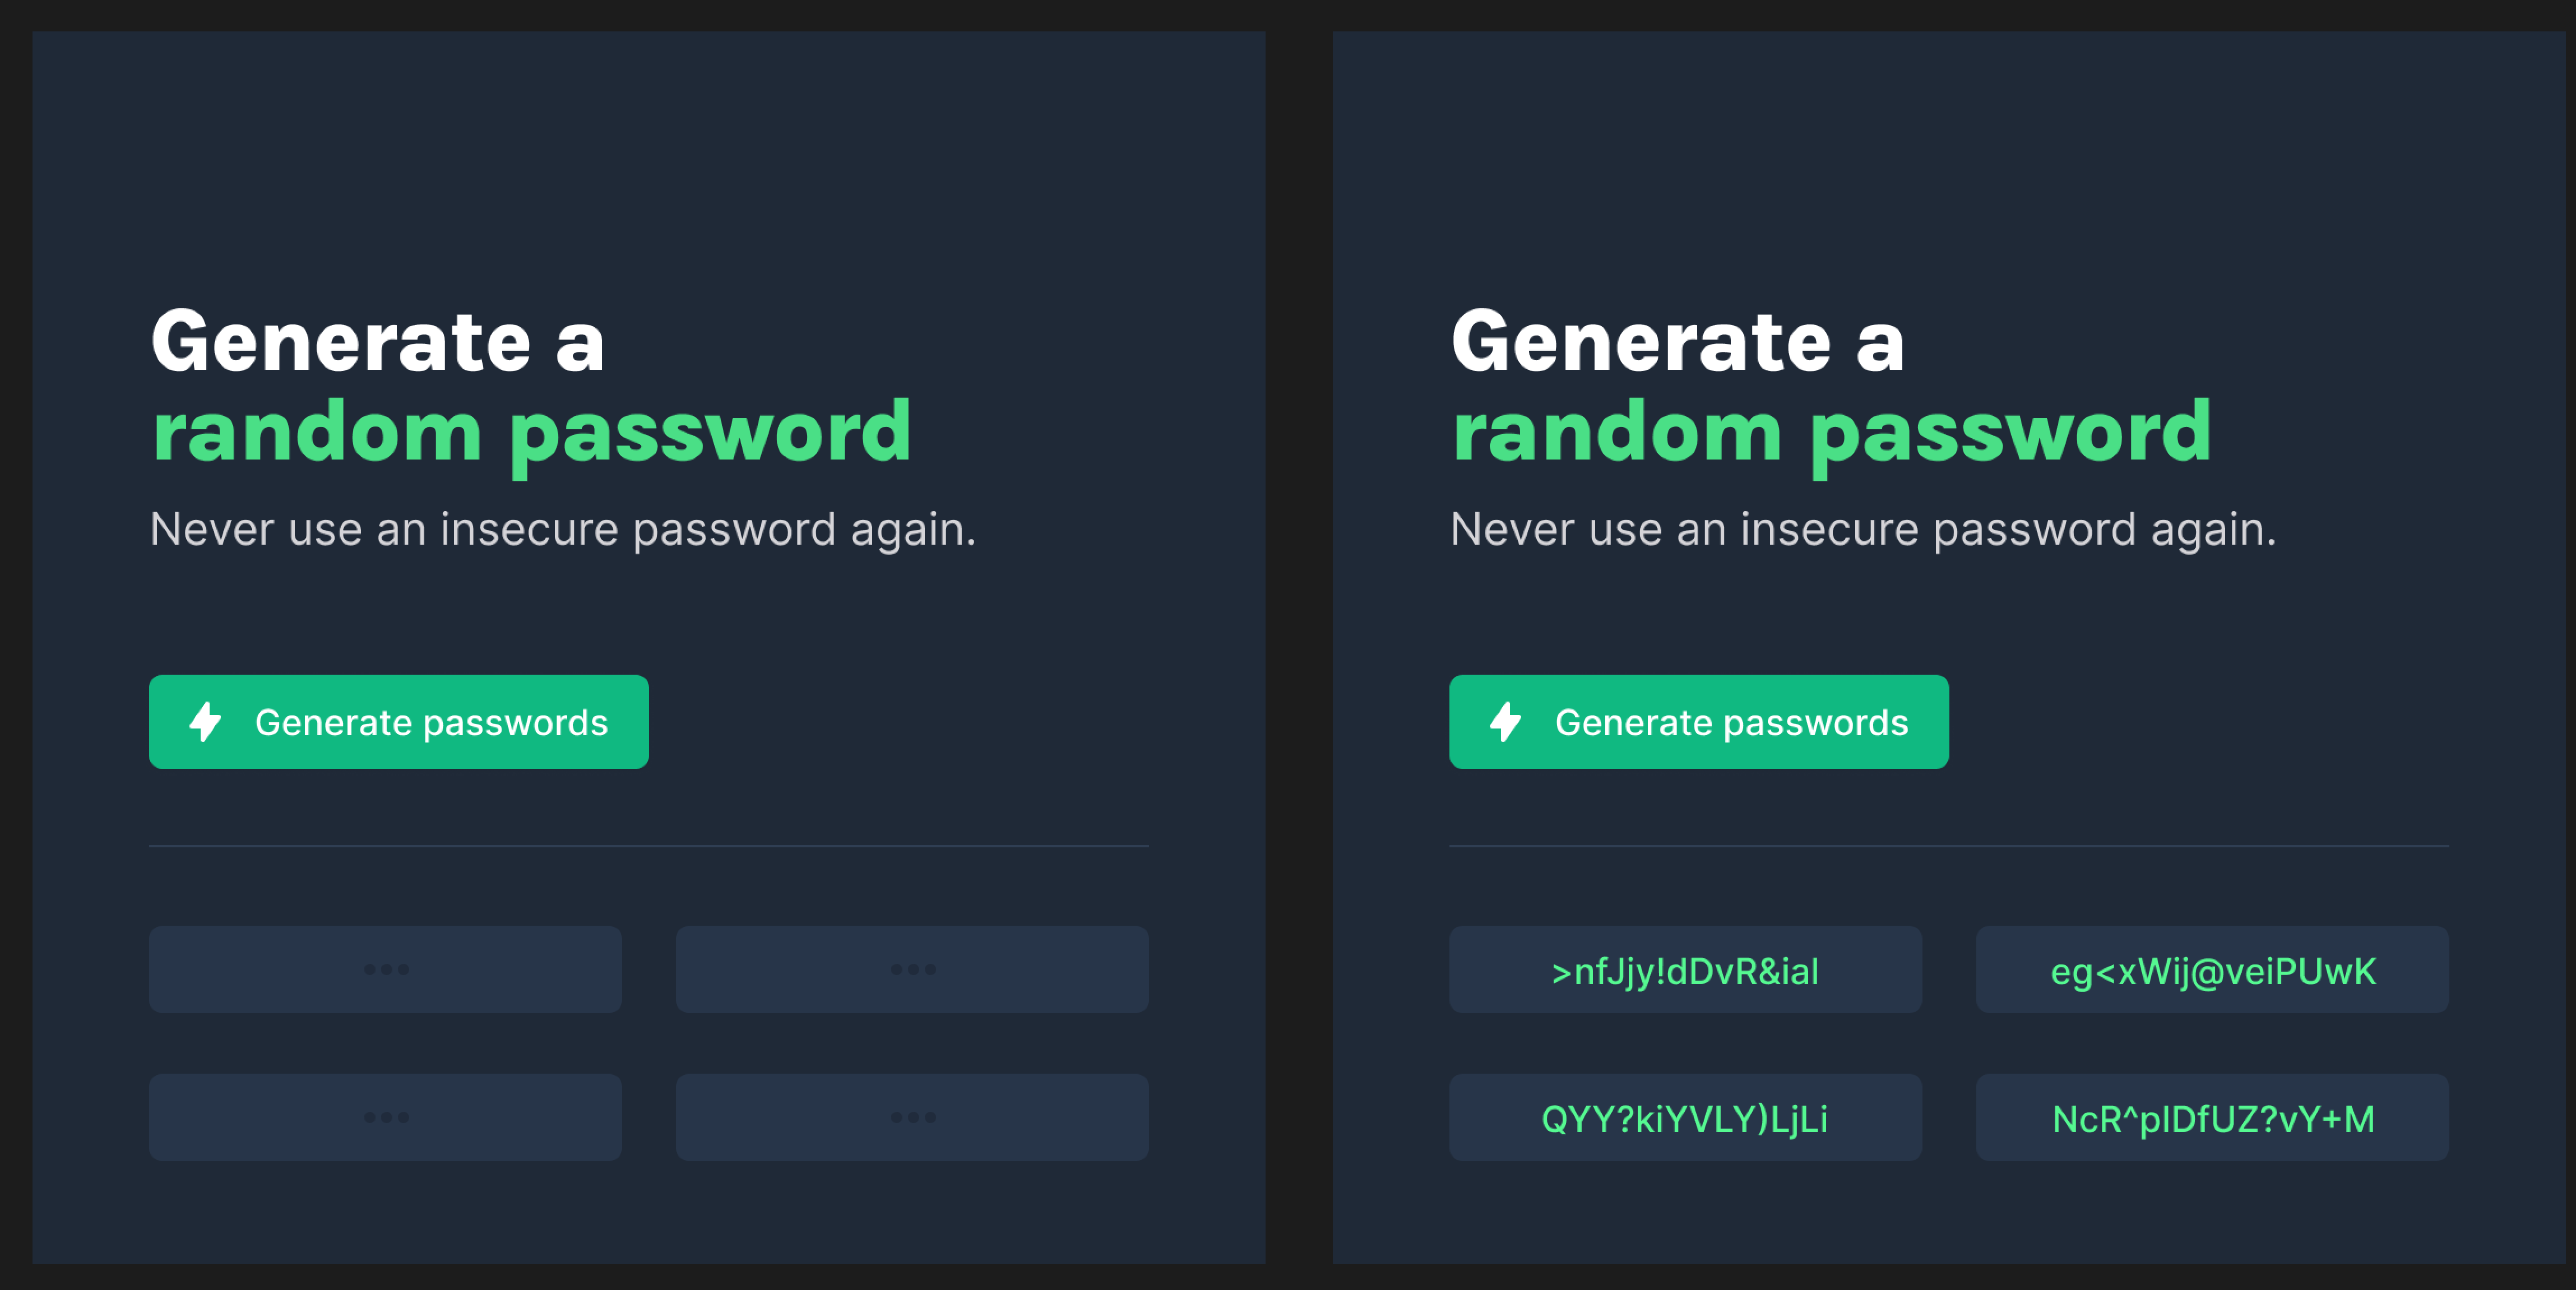 Generate a
random password
Never use an insecure password again.
Generate passwords
•••
•••
•••
•••
Generate a
random password
Never use an insecure password again.
Generate passwords
>nfJjy!dDvR&ial
eg<xWij@veiPUwK
QYY?kiYVLY)LjLi
NcR^pIDfUZ?vY+M